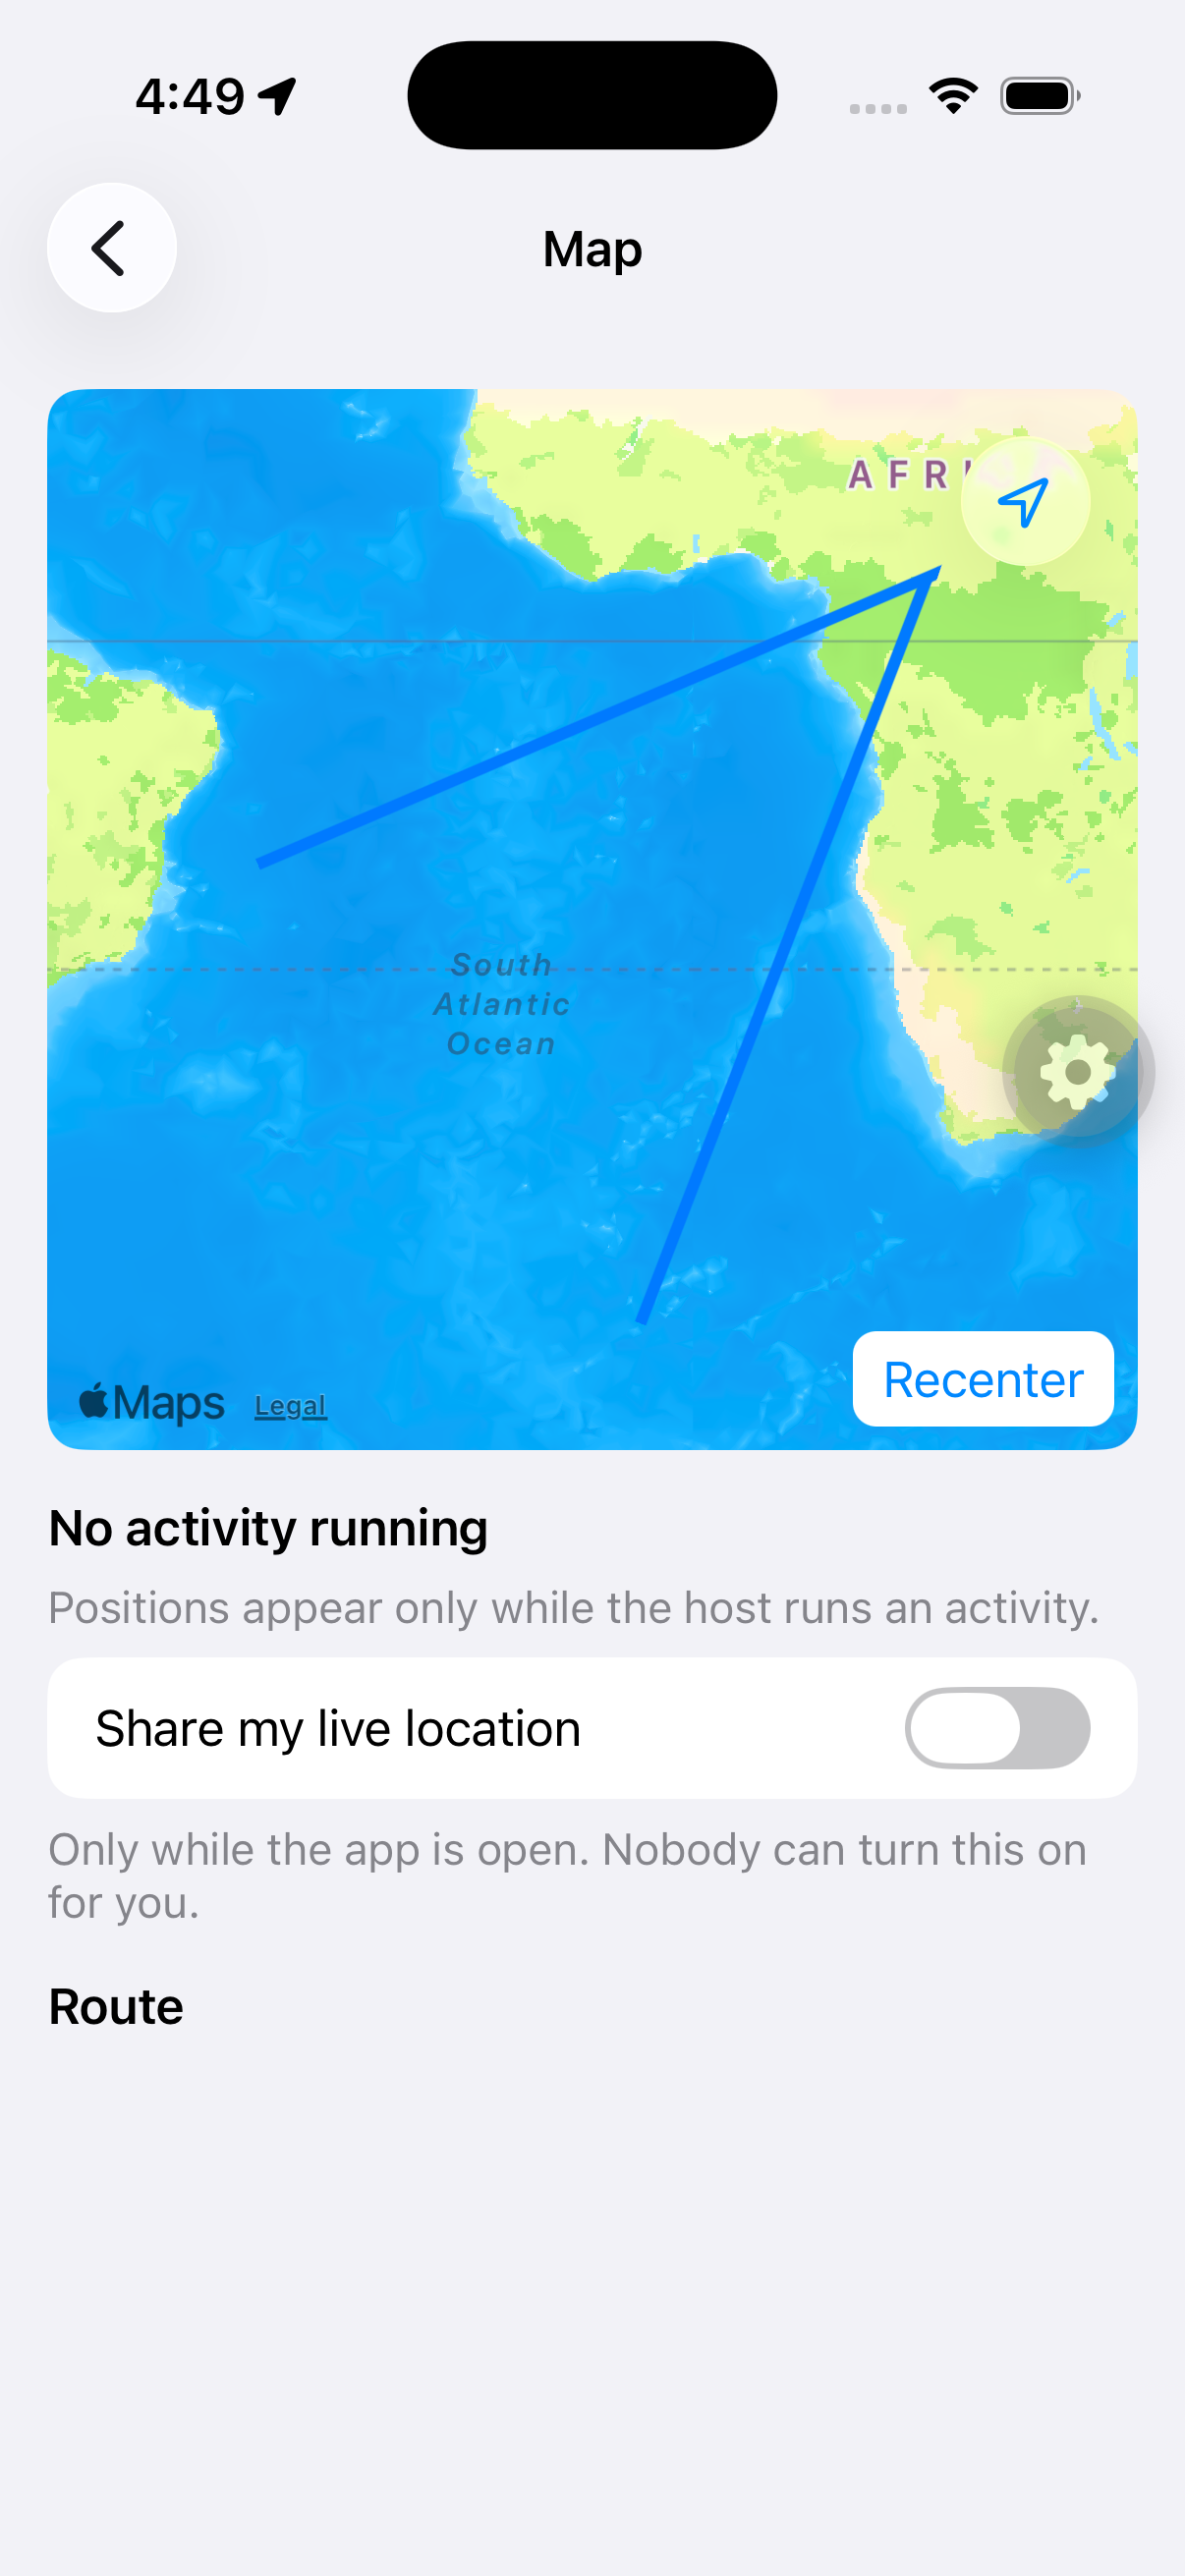 4:49
Map
AFRI
South
Atlantic
Ocean
Maps Legal
Recenter
No activity running
Positions appear only while the host runs an activity.
Share my live location
Only while the app is open. Nobody can turn this on
for you.
Route